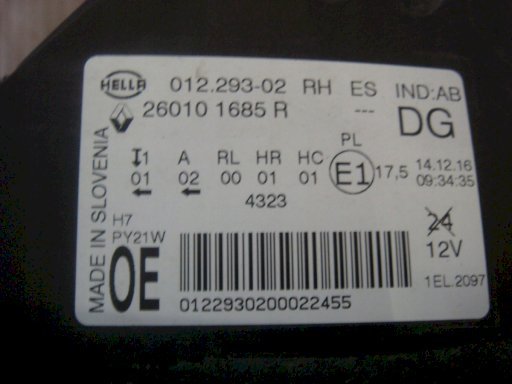 HELLA 012.293-02 RH ES IND:AB
26010 1685 R --- DG
PL
I1 A RL HR HC E1 17,5 14.12.16
01 02 00 01 01 09:34:35
4323
MADE IN SLOVENIA
H7
PY21W
24
12V
OE
1EL.2097
0122930200022455